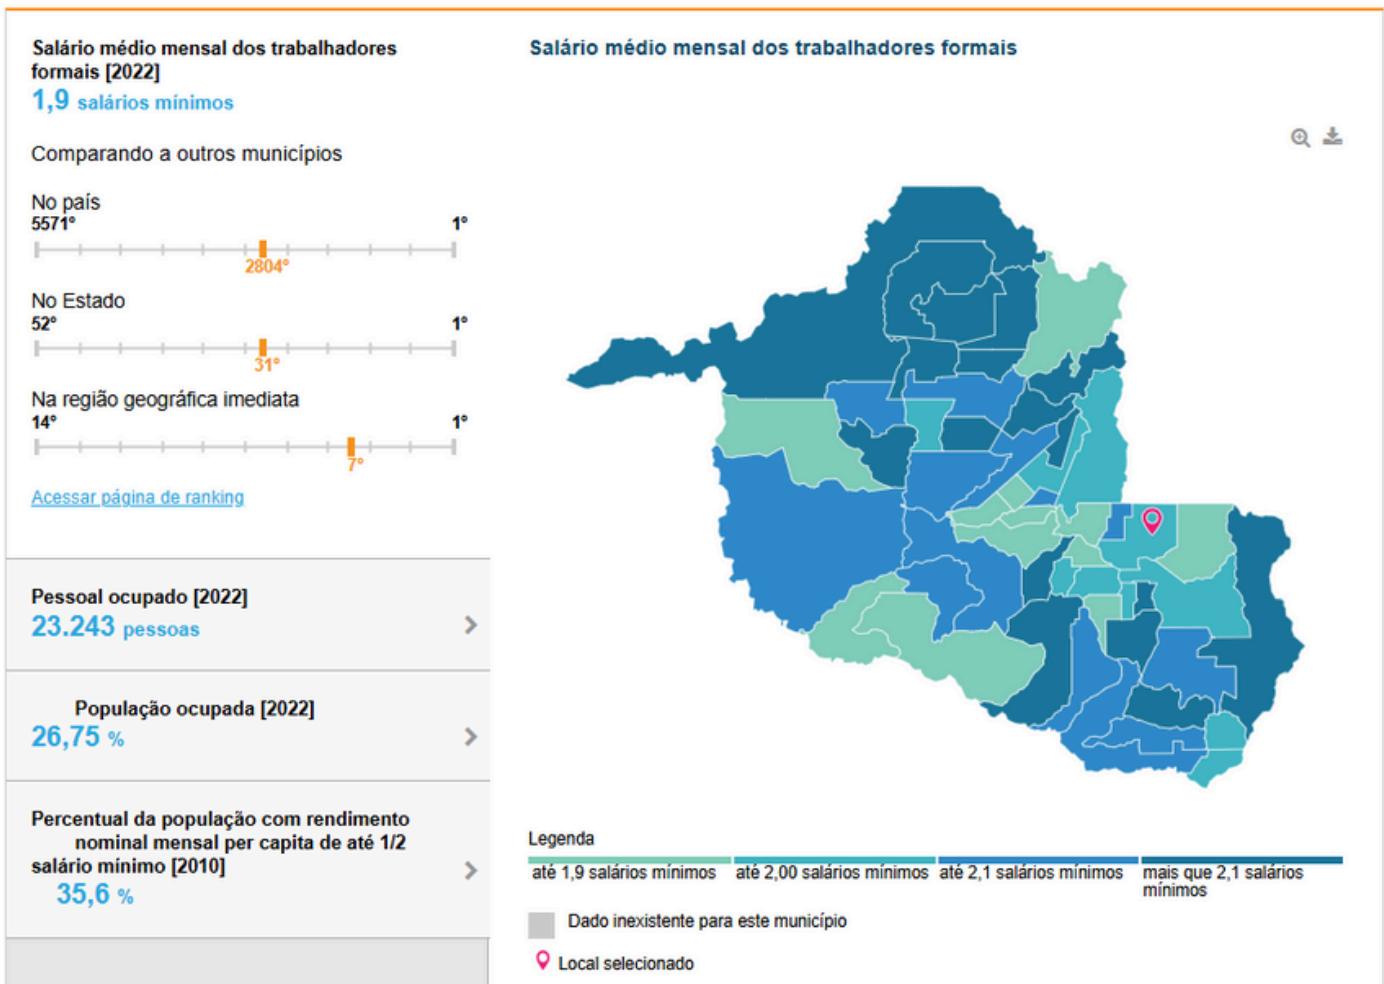 Salário médio mensal dos trabalhadores
formais [2022]
1,9 salários mínimos
Comparando a outros municípios
No país
5571° 1°
2804°
No Estado
52° 1°
31°
Na região geográfica imediata
14° 1°
7°
Acessar página de ranking
Pessoal ocupado [2022]
23.243 pessoas
População ocupada [2022]
26,75 %
Percentual da população com rendimento
nominal mensal per capita de até 1/2
salário mínimo [2010]
35,6 %
Salário médio mensal dos trabalhadores formais
Legenda
até 1,9 salários mínimos
até 2,00 salários mínimos
até 2,1 salários mínimos
mais que 2,1 salários
mínimos
Dado inexistente para este município
Local selecionado